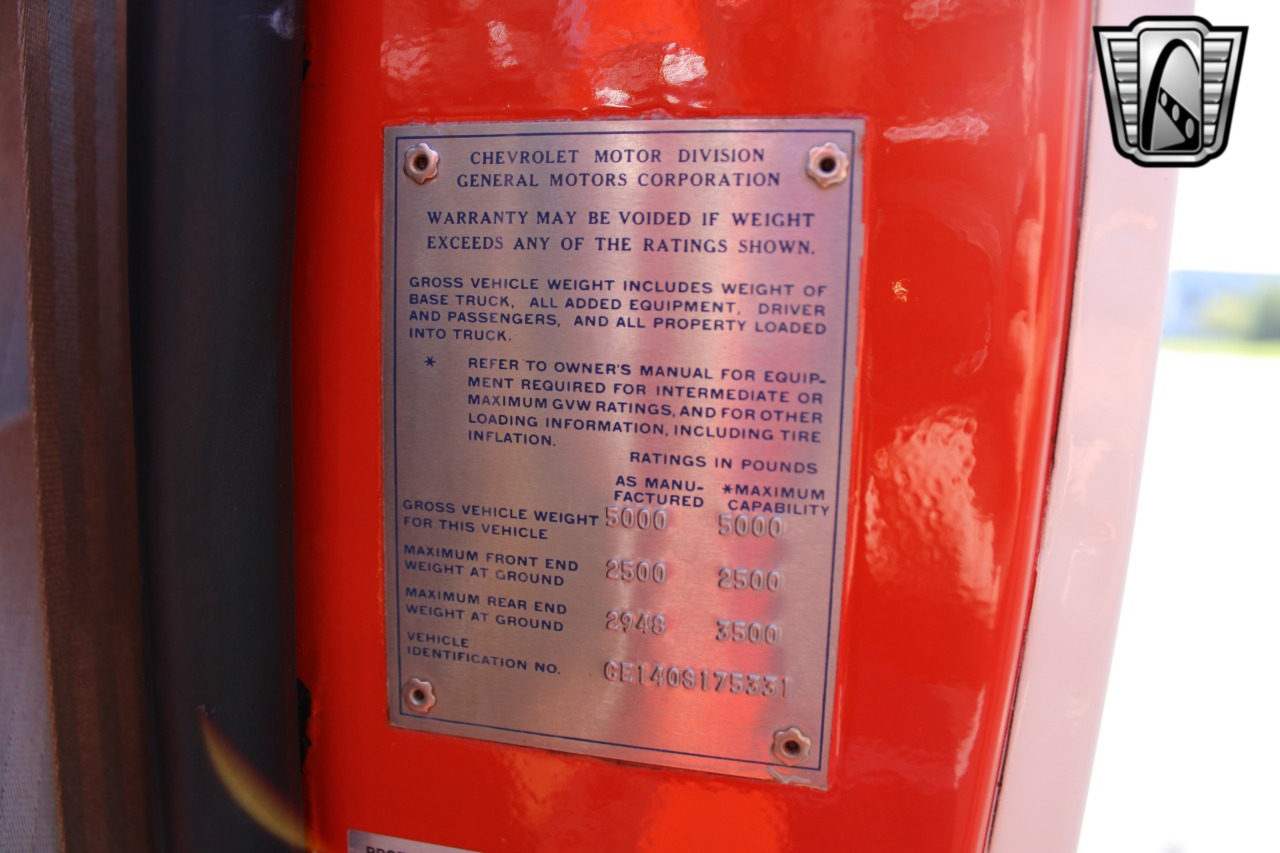 CHEVROLET MOTOR DIVISION
GENERAL MOTORS CORPORATION
WARRANTY MAY BE VOIDED IF WEIGHT
EXCEEDS ANY OF THE RATINGS SHOWN.
GROSS VEHICLE WEIGHT INCLUDES WEIGHT OF
BASE TRUCK, ALL ADDED EQUIPMENT, DRIVER
AND PASSENGERS, AND ALL PROPERTY LOADED
INTO TRUCK.
* REFER TO OWNER'S MANUAL FOR EQUIP-
MENT REQUIRED FOR INTERMEDIATE OR
MAXIMUM GVW RATINGS, AND FOR OTHER
LOADING INFORMATION, INCLUDING TIRE
INFLATION.
RATINGS IN POUNDS
AS MANU- *MAXIMUM
FACTURED CAPABILITY
GROSS VEHICLE WEIGHT 5000 5000
FOR THIS VEHICLE
MAXIMUM FRONT END
WEIGHT AT GROUND 2500 2500
MAXIMUM REAR END
WEIGHT AT GROUND 2948 3500
VEHICLE
IDENTIFICATION NO. CE140S175331